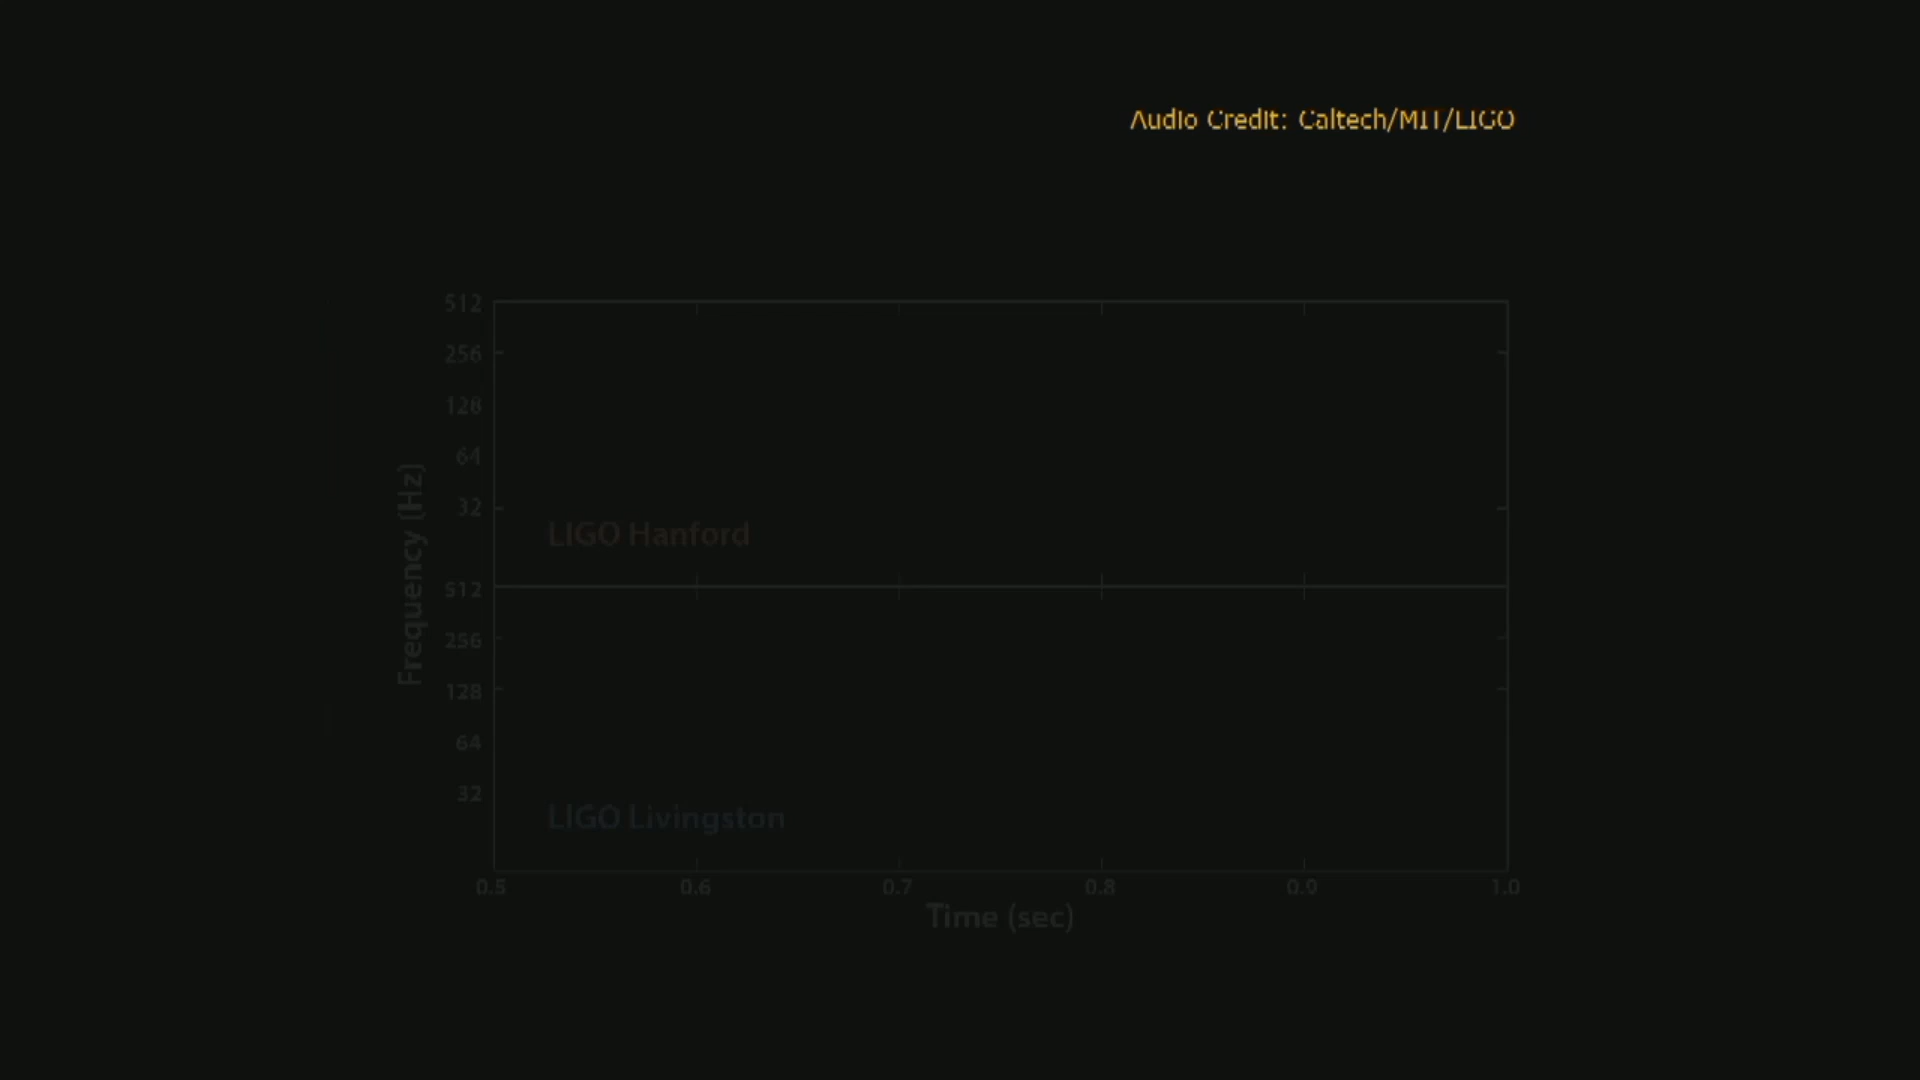 Audio Credit: Caltech/MIT/LIGO
512
256
128
64
32
LIGO Hanford
Frequency (Hz)
512
256
128
64
32
LIGO Livingston
0.5 0.6 0.7 0.8 0.9 1.0
Time (sec)